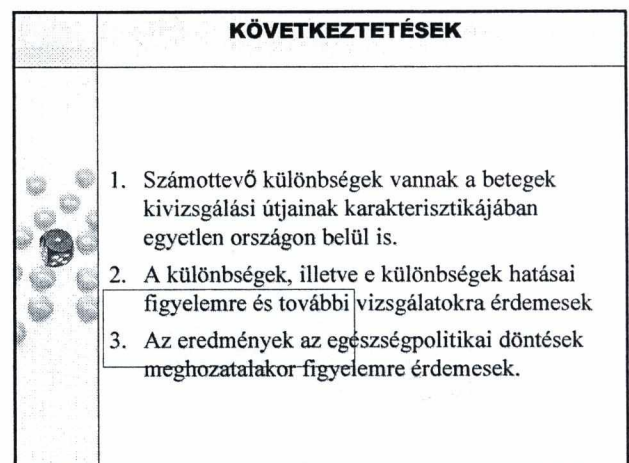 KÖVETKEZTETÉSEK
1. Számottevő különbségek vannak a betegek
kivizsgálási útjainak karakterisztikájában
egyetlen országon belül is.
2. A különbségek, illetve e különbségek hatásai
figyelemre és további vizsgálatokra érdemesek
3. Az eredmények az egészségpolitikai döntések
meghozatalakor figyelemre érdemesek.